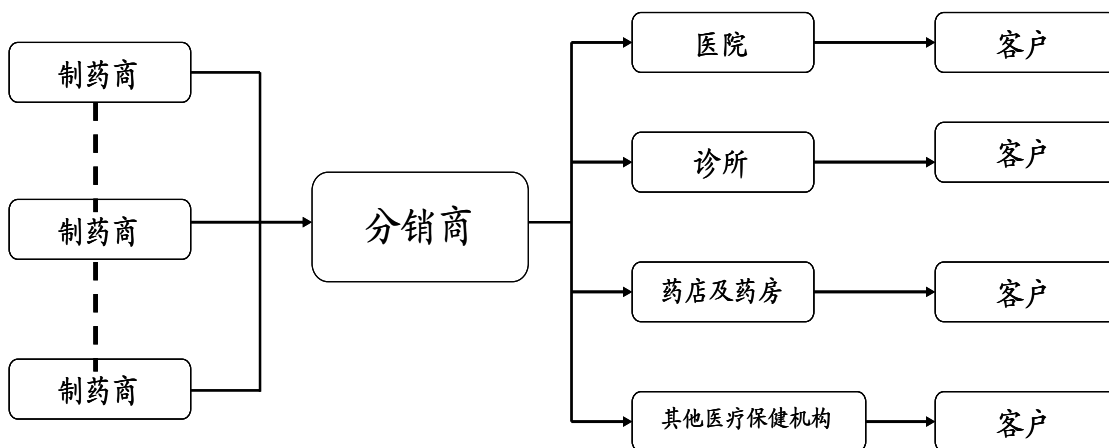 制药商
制药商
制药商
分销商
医院
客户
诊所
客户
药店及药房
客户
其他医疗保健机构
客户